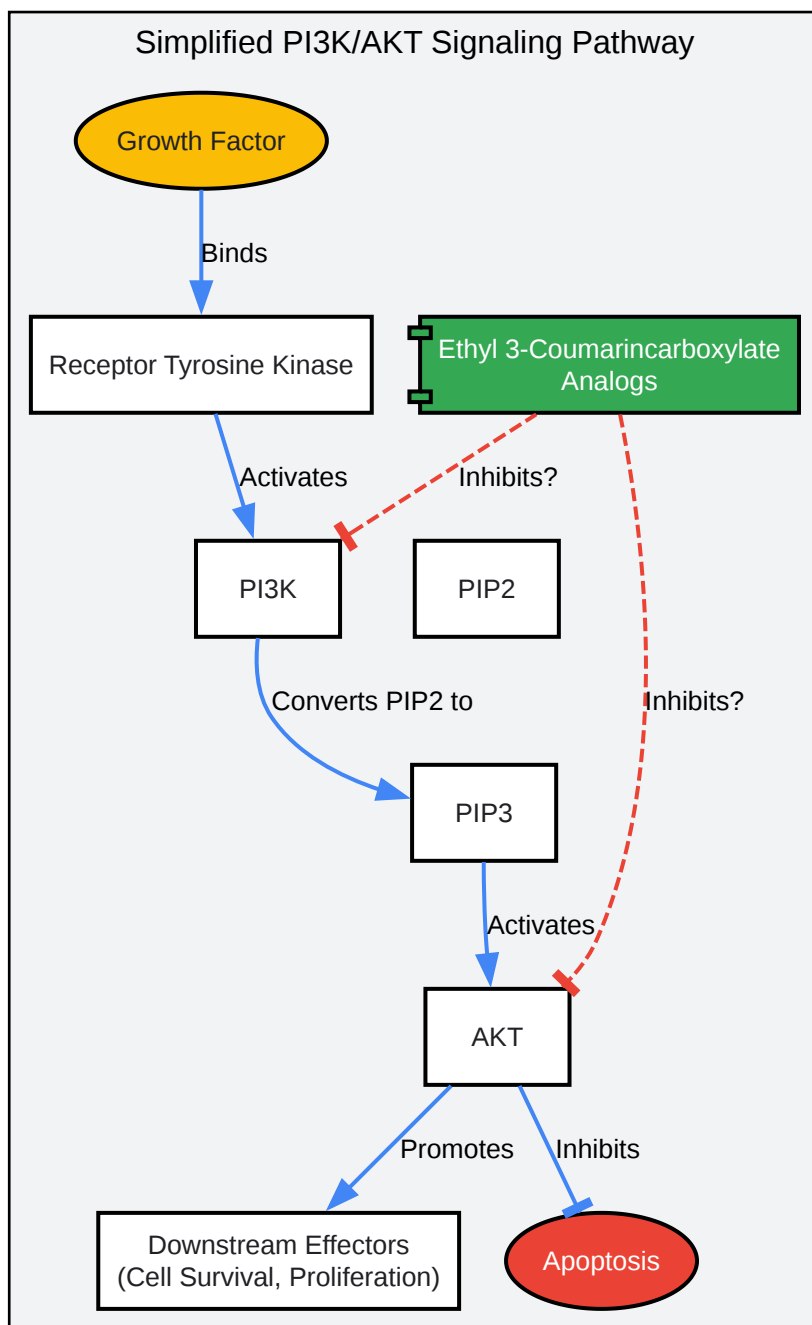 Simplified PI3K/AKT Signaling Pathway
Growth Factor
Binds
Receptor Tyrosine Kinase
Ethyl 3-Coumarincarboxylate
Analogs
Activates
Inhibits?
PI3K
PIP2
Converts PIP2 to
Inhibits?
PIP3
Activates
AKT
Promotes
Inhibits
Downstream Effectors
(Cell Survival, Proliferation)
Apoptosis